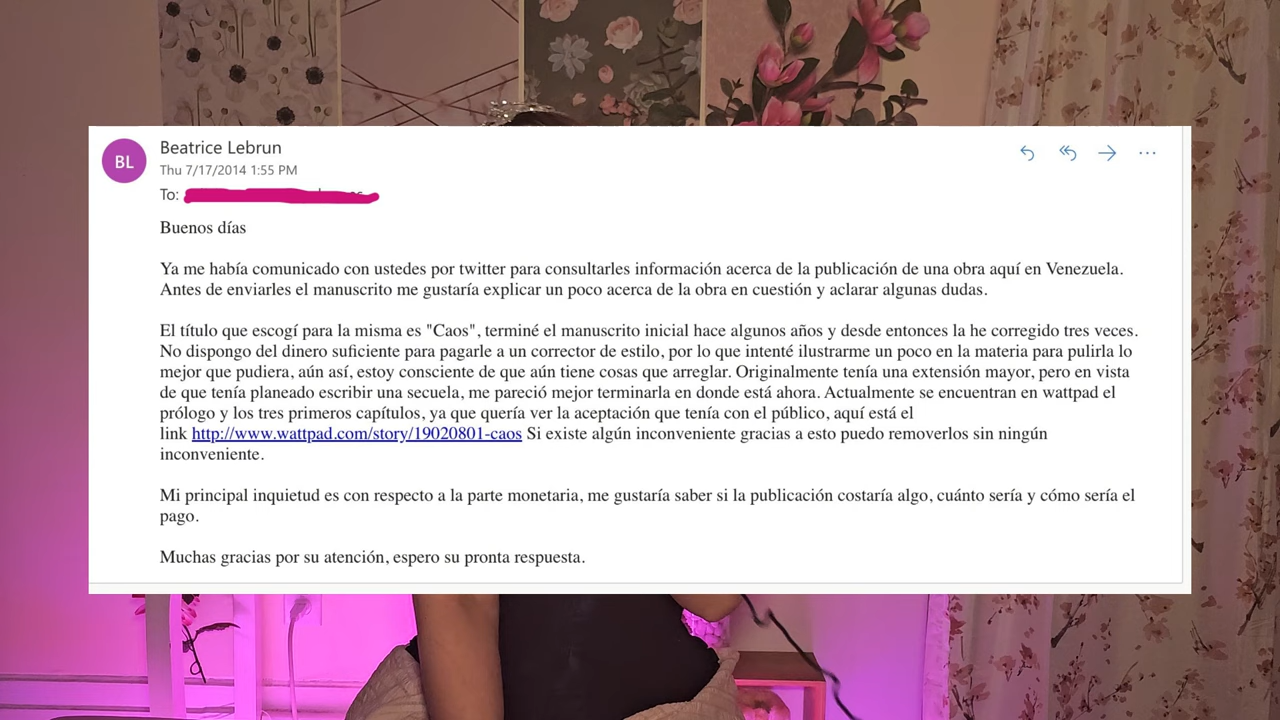 BL
Beatrice Lebrun
Thu 7/17/2014 1:55 PM
To:
Buenos días
Ya me había comunicado con ustedes por twitter para consultarles información acerca de la publicación de una obra aquí en Venezuela.
Antes de enviarles el manuscrito me gustaría explicar un poco acerca de la obra en cuestión y aclarar algunas dudas.
El título que escogí para la misma es "Caos", terminé el manuscrito inicial hace algunos años y desde entonces la he corregido tres veces.
No dispongo del dinero suficiente para pagarle a un corrector de estilo, por lo que intenté ilustrarme un poco en la materia para pulirla lo
mejor que pudiera, aún así, estoy consciente de que aún tiene cosas que arreglar. Originalmente tenía una extensión mayor, pero en vista
de que tenía planeado escribir una secuela, me pareció mejor terminarla en donde está ahora. Actualmente se encuentran en wattpad el
prólogo y los tres primeros capítulos, ya que quería ver la aceptación que tenía con el público, aquí está el
link http://www.wattpad.com/story/19020801-caos Si existe algún inconveniente gracias a esto puedo removerlos sin ningún
inconveniente.
Mi principal inquietud es con respecto a la parte monetaria, me gustaría saber si la publicación costaría algo, cuánto sería y cómo sería el
pago.
Muchas gracias por su atención, espero su pronta respuesta.